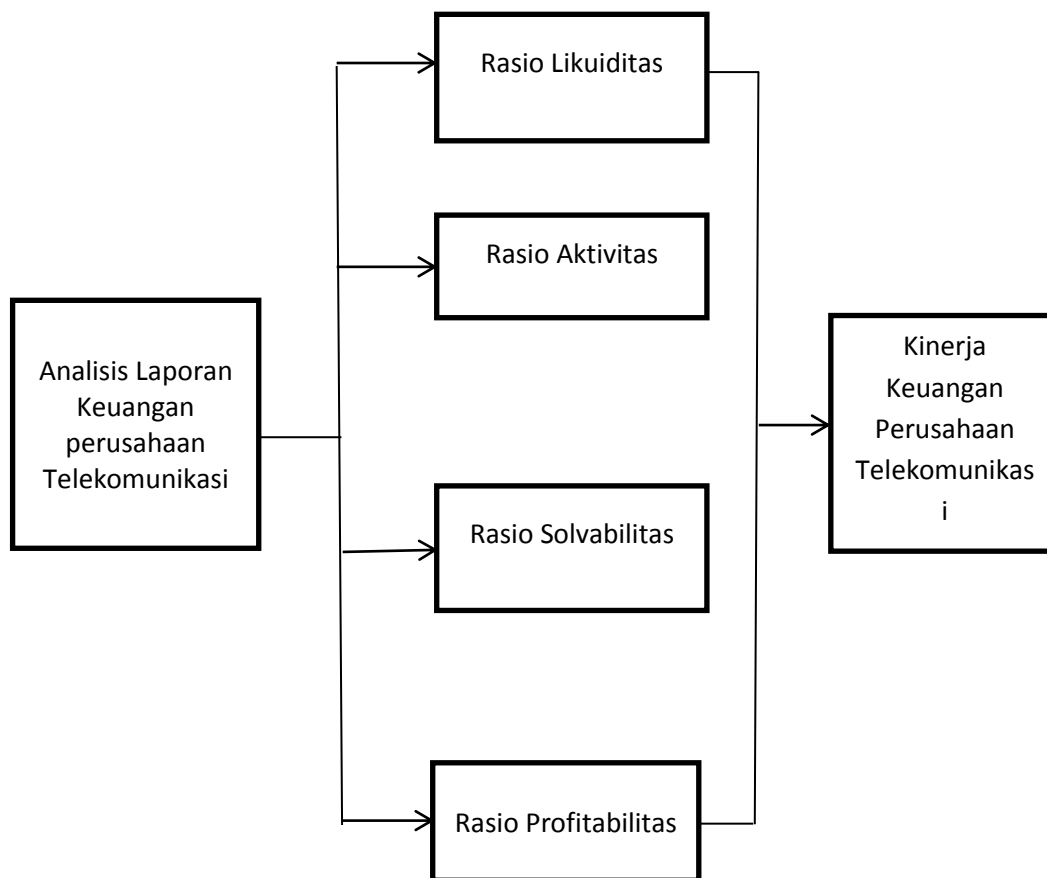 Rasio Likuiditas
Rasio Aktivitas
Analisis Laporan
Keuangan
perusahaan
Telekomunikasi
Kinerja
Keuangan
Perusahaan
Telekomunikas
i
Rasio Solvabilitas
Rasio Profitabilitas